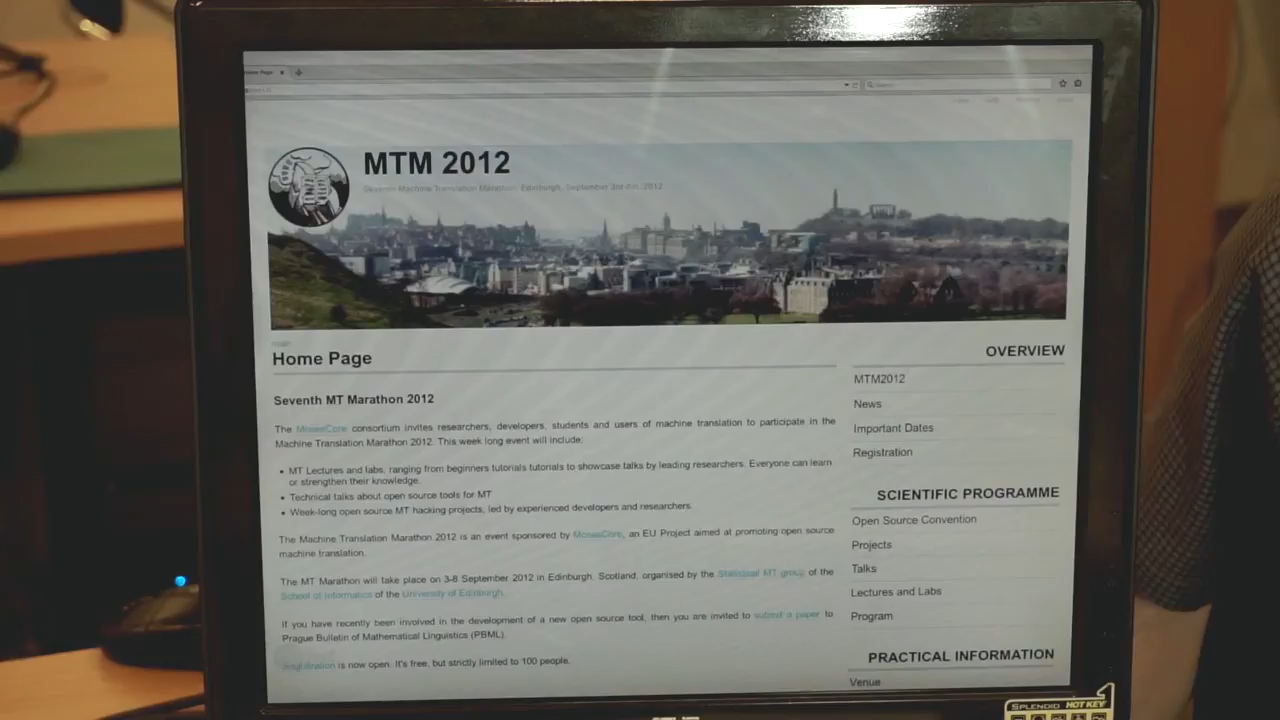 Home Page
MTM 2012
Seventh Machine Translation Marathon, Edinburgh, September 3rd-8th, 2012
main
Home Page
Seventh MT Marathon 2012
The MosesCore consortium invites researchers, developers, students and users of machine translation to participate in the
Machine Translation Marathon 2012. This week long event will include:
• MT Lectures and labs, ranging from beginners tutorials tutorials to showcase talks by leading researchers. Everyone can learn
or strengthen their knowledge.
• Technical talks about open source tools for MT
• Week-long open source MT hacking projects, led by experienced developers and researchers.
The Machine Translation Marathon 2012 is an event sponsored by MosesCore, an EU Project aimed at promoting open source
machine translation.
The MT Marathon will take place on 3-8 September 2012 in Edinburgh, Scotland, organised by the Statistical MT group of the
School of Informatics of the University of Edinburgh.
If you have recently been involved in the development of a new open source tool, then you are invited to submit a paper to
Prague Bulletin of Mathematical Linguistics (PBML).
Registration is now open. It's free, but strictly limited to 100 people.
OVERVIEW
MTM2012
News
Important Dates
Registration
SCIENTIFIC PROGRAMME
Open Source Convention
Projects
Talks
Lectures and Labs
Program
PRACTICAL INFORMATION
Venue
SPLENDID HOT KEY 1